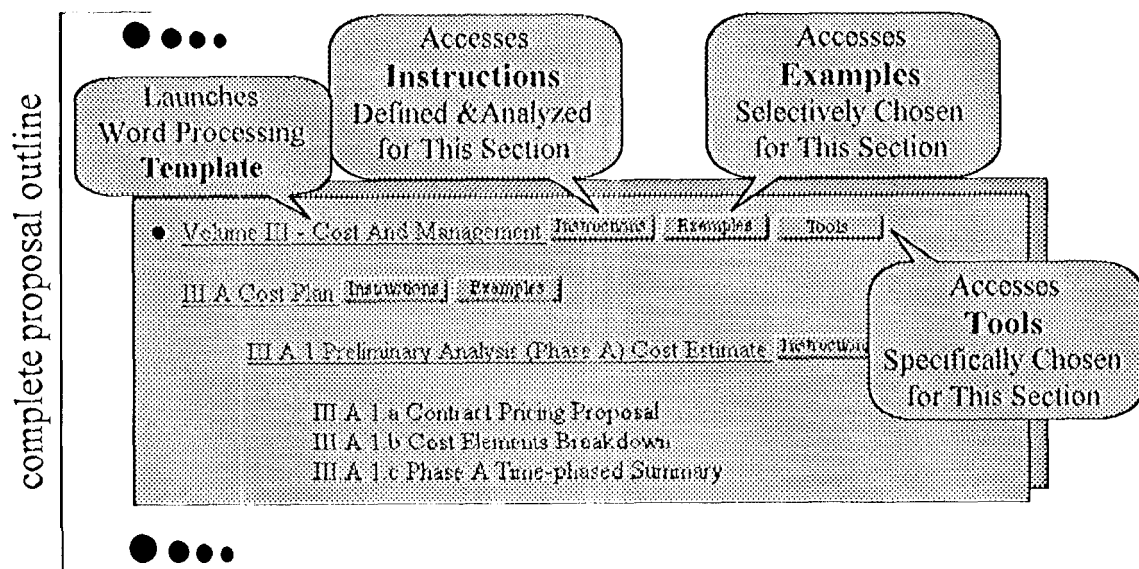 complete proposal outline
Launches
Word Processing
Template
Accesses
Instructions
Defined &Analyzed
for This Section
Accesses
Examples
Selectively Chosen
for This Section
• Volume III - Cost And Management Instructions Examples Tools
III A Cost Plan Instructions Examples
III A 1 Preliminary Analysis (Phase A) Cost Estimate Instructions
III A 1 a Contract Pricing Proposal
III A 1 b Cost Elements Breakdown
III A 1 c Phase A Time-phased Summary
Accesses
Tools
Specifically Chosen
for This Section